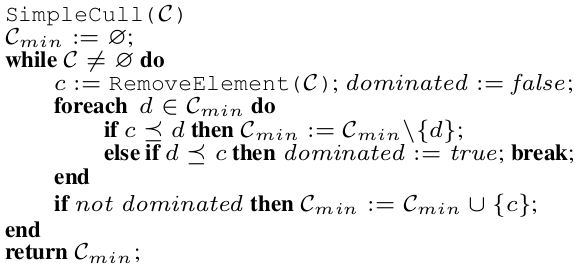 SimpleCull(𝒞)
𝒞min := ∅;
while 𝒞 ≠ ∅ do
c := RemoveElement(𝒞); dominated := false;
foreach d ∈ 𝒞min do
if c ⪯ d then 𝒞min := 𝒞min\{d};
else if d ⪯ c then dominated := true; break;
end
if not dominated then 𝒞min := 𝒞min ∪ {c};
end
return 𝒞min;